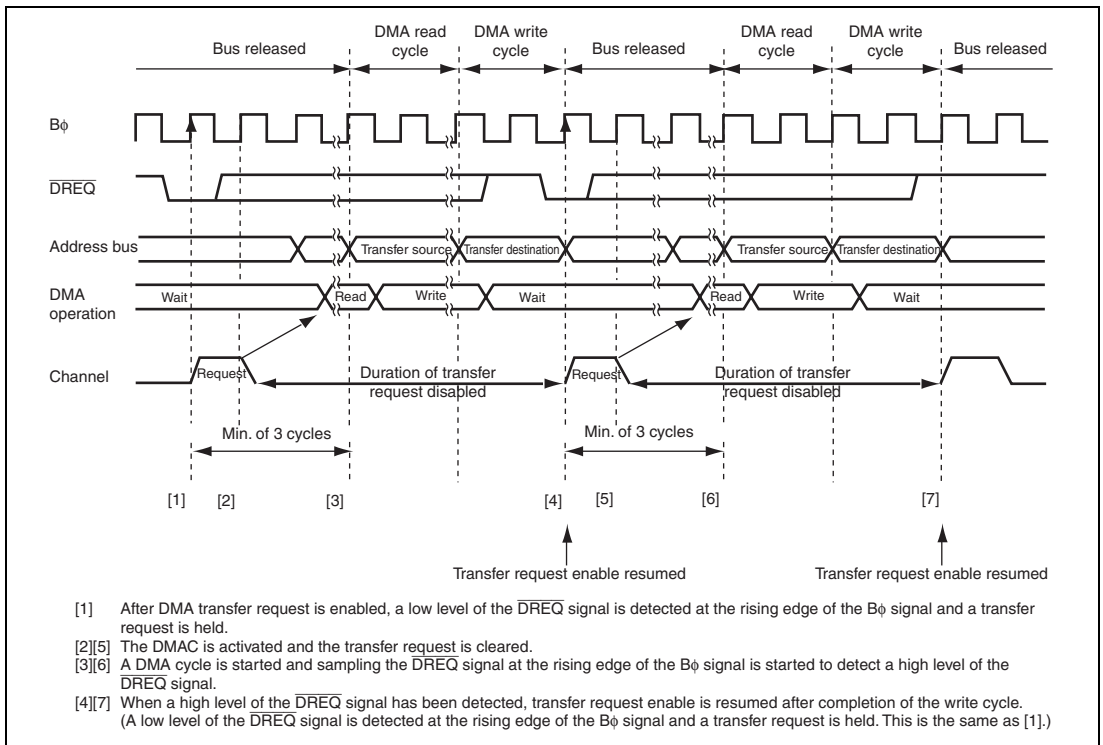 Bus released
DMA read
cycle
DMA write
cycle
Bus released
DMA read
cycle
DMA write
cycle
Bus released
Bφ
DREQ
Address bus
Transfer source
Transfer destination
Transfer source
Transfer destination
DMA
operation
Wait
Read
Write
Wait
Read
Write
Wait
Channel
Request
Duration of transfer
request disabled
Request
Duration of transfer
request disabled
Min. of 3 cycles
Min. of 3 cycles
[1]
[2]
[3]
[4]
[5]
[6]
[7]
Transfer request enable resumed
Transfer request enable resumed
[1] After DMA transfer request is enabled, a low level of the DREQ signal is detected at the rising edge of the Bφ signal and a transfer
request is held.
[2][5] The DMAC is activated and the transfer request is cleared.
[3][6] A DMA cycle is started and sampling the DREQ signal at the rising edge of the Bφ signal is started to detect a high level of the
DREQ signal.
[4][7] When a high level of the DREQ signal has been detected, transfer request enable is resumed after completion of the write cycle.
(A low level of the DREQ signal is detected at the rising edge of the Bφ signal and a transfer request is held. This is the same as [1].)